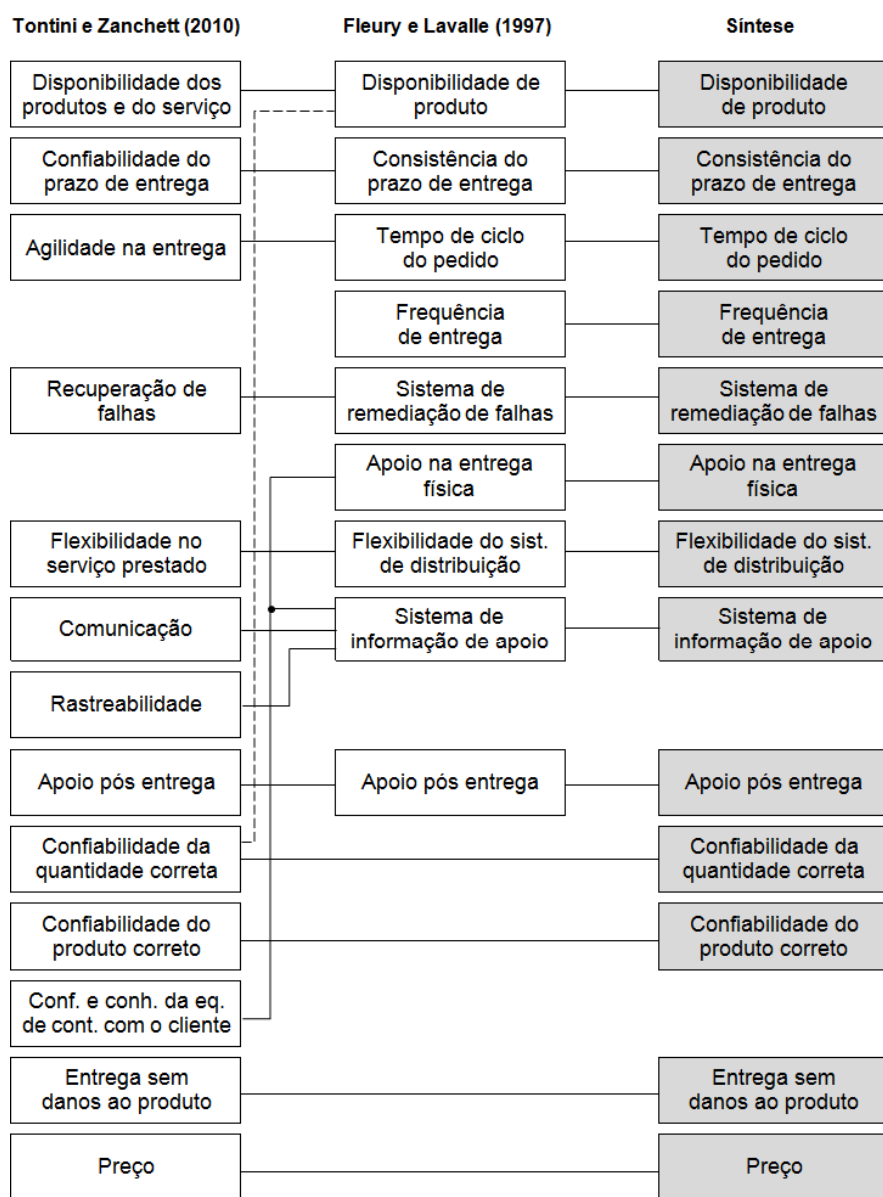 Tontini e Zanchett (2010)
Fleury e Lavalle (1997)
Síntese
Disponibilidade dos
produtos e do serviço
Disponibilidade de
produto
Disponibilidade
de produto
Confiabilidade do
prazo de entrega
Consistência do
prazo de entrega
Consistência do
prazo de entrega
Agilidade na entrega
Tempo de ciclo
do pedido
Tempo de ciclo
do pedido
Frequência
de entrega
Frequência
de entrega
Recuperação de
falhas
Sistema de
remediação de falhas
Sistema de
remediação de falhas
Apoio na entrega
física
Apoio na entrega
física
Flexibilidade no
serviço prestado
Flexibilidade do sist.
de distribuição
Flexibilidade do sist.
de distribuição
Comunicação
Sistema de
informação de apoio
Sistema de
informação de apoio
Rastreabilidade
Apoio pós entrega
Apoio pós entrega
Apoio pós entrega
Confiabilidade da
quantidade correta
Confiabilidade da
quantidade correta
Confiabilidade do
produto correto
Confiabilidade do
produto correto
Conf. e conh. da eq.
de cont. com o cliente
Entrega sem
danos ao produto
Entrega sem
danos ao produto
Preço
Preço